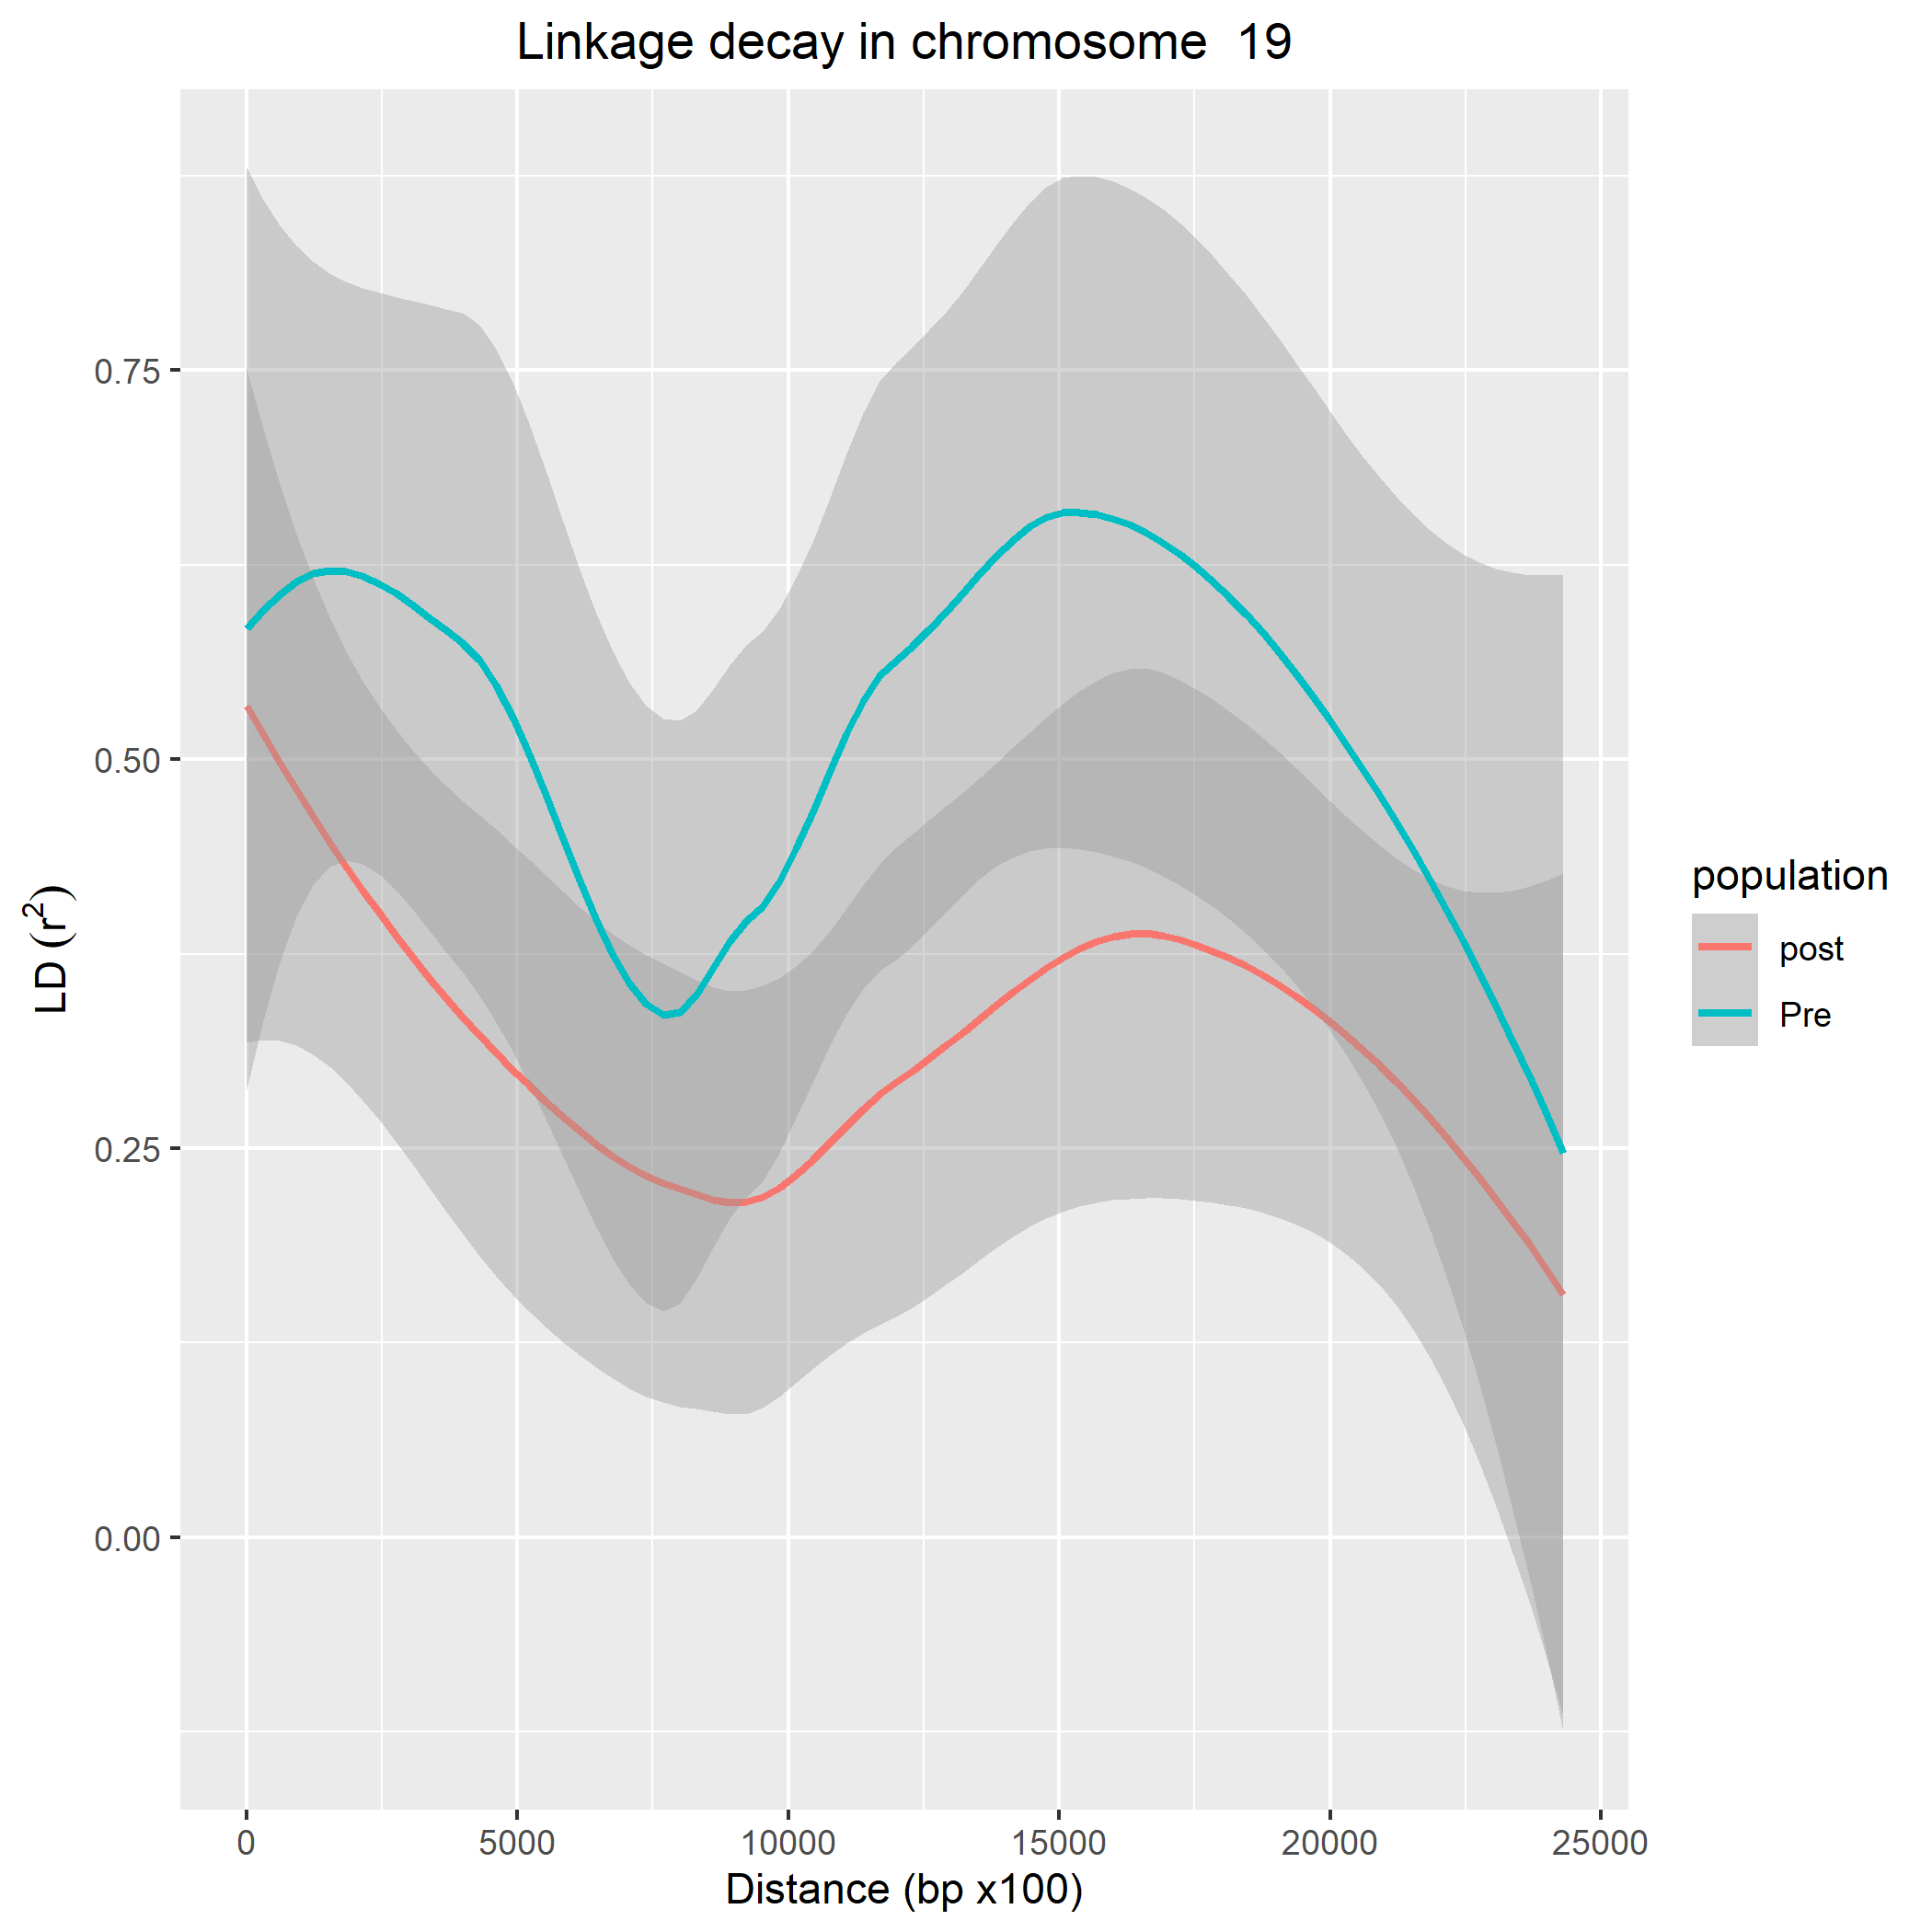 Linkage decay in chromosome  19
LD (r²)
0.75
0.50
0.25
0.00
0
5000
10000
15000
20000
25000
Distance (bp x100)
population
post
Pre